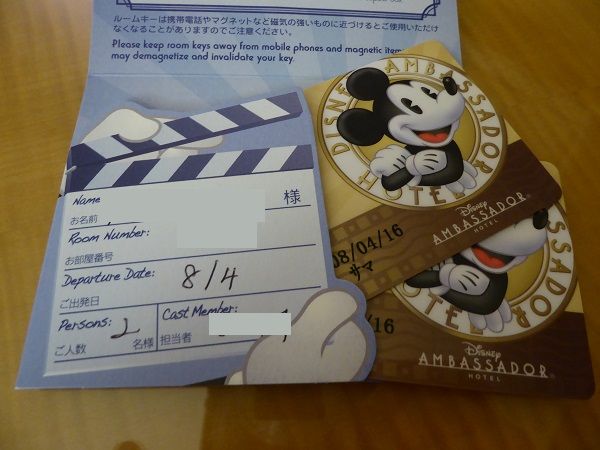 ルームキーは携帯電話やマグネットなど磁気の強いものに近づけるとご使用いただけ
なくなることがありますのでご注意ください。
Please keep room keys away from mobile phones and magnetic item
may demagnetize and invalidate your key.
Name
様
お名前
Room Number:
お部屋番号
Departure Date: 8/4
ご出発日
Persons: 2
Cast Member:
ご人数
名様
担当者
DISNEY AMBASSADOR HOTEL
Disney
AMBASSADOR
HOTEL
08/04/16
サマ
/16
Disney
AMBASSADOR
HOTEL